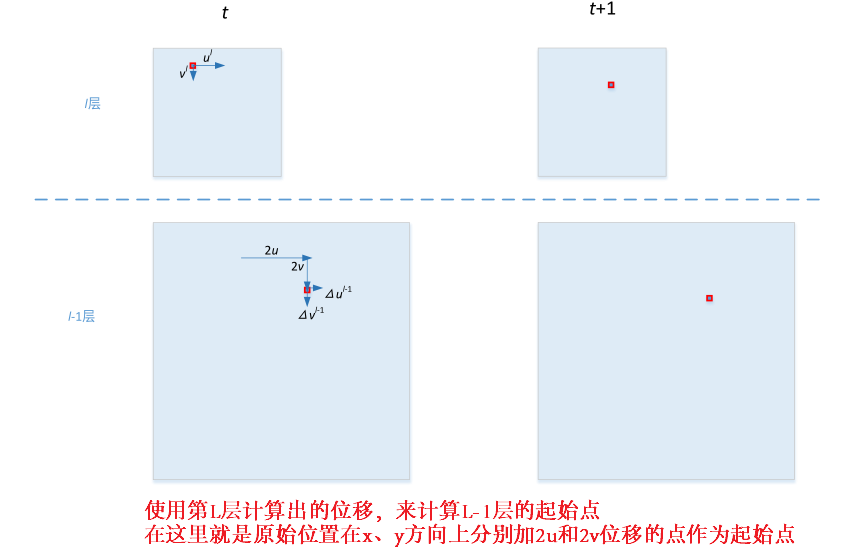 t
t+1
l层
u^l
v^l
l-1层
2u
2v
Δu^l-1
Δv^l-1
使用第L层计算出的位移，来计算L-1层的起始点
在这里就是原始位置在x、y方向上分别加2u和2v位移的点作为起始点